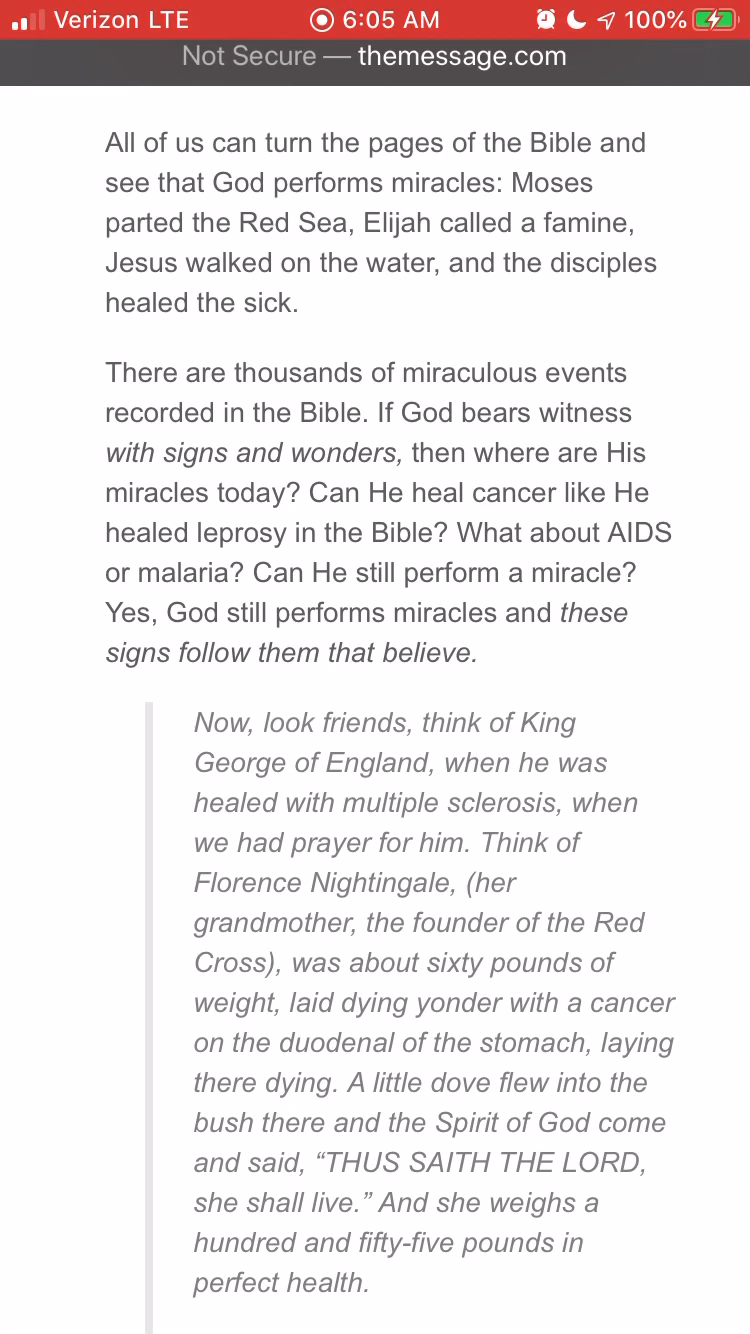 Verizon LTE 6:05 AM 100%
Not Secure — themessage.com
All of us can turn the pages of the Bible and
see that God performs miracles: Moses
parted the Red Sea, Elijah called a famine,
Jesus walked on the water, and the disciples
healed the sick.
There are thousands of miraculous events
recorded in the Bible. If God bears witness
with signs and wonders, then where are His
miracles today? Can He heal cancer like He
healed leprosy in the Bible? What about AIDS
or malaria? Can He still perform a miracle?
Yes, God still performs miracles and these
signs follow them that believe.
Now, look friends, think of King
George of England, when he was
healed with multiple sclerosis, when
we had prayer for him. Think of
Florence Nightingale, (her
grandmother, the founder of the Red
Cross), was about sixty pounds of
weight, laid dying yonder with a cancer
on the duodenal of the stomach, laying
there dying. A little dove flew into the
bush there and the Spirit of God come
and said, “THUS SAITH THE LORD,
she shall live.” And she weighs a
hundred and fifty-five pounds in
perfect health.